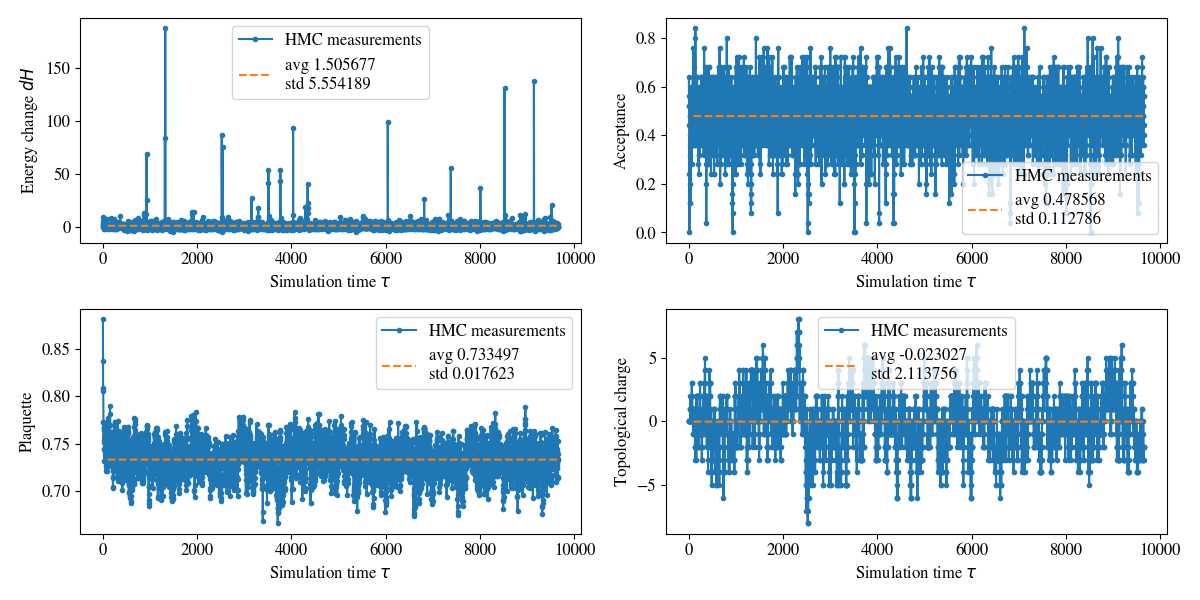 Energy change dH
150
100
50
0
HMC measurements
avg 1.505677
std 5.554189
0 2000 4000 6000 8000 10000
Simulation time τ
Acceptance
0.8
0.6
0.4
0.2
0.0
HMC measurements
avg 0.478568
std 0.112786
0 2000 4000 6000 8000 10000
Simulation time τ
Plaquette
0.85
0.80
0.75
0.70
HMC measurements
avg 0.733497
std 0.017623
0 2000 4000 6000 8000 10000
Simulation time τ
Topological charge
5
0
−5
HMC measurements
avg -0.023027
std 2.113756
0 2000 4000 6000 8000 10000
Simulation time τ